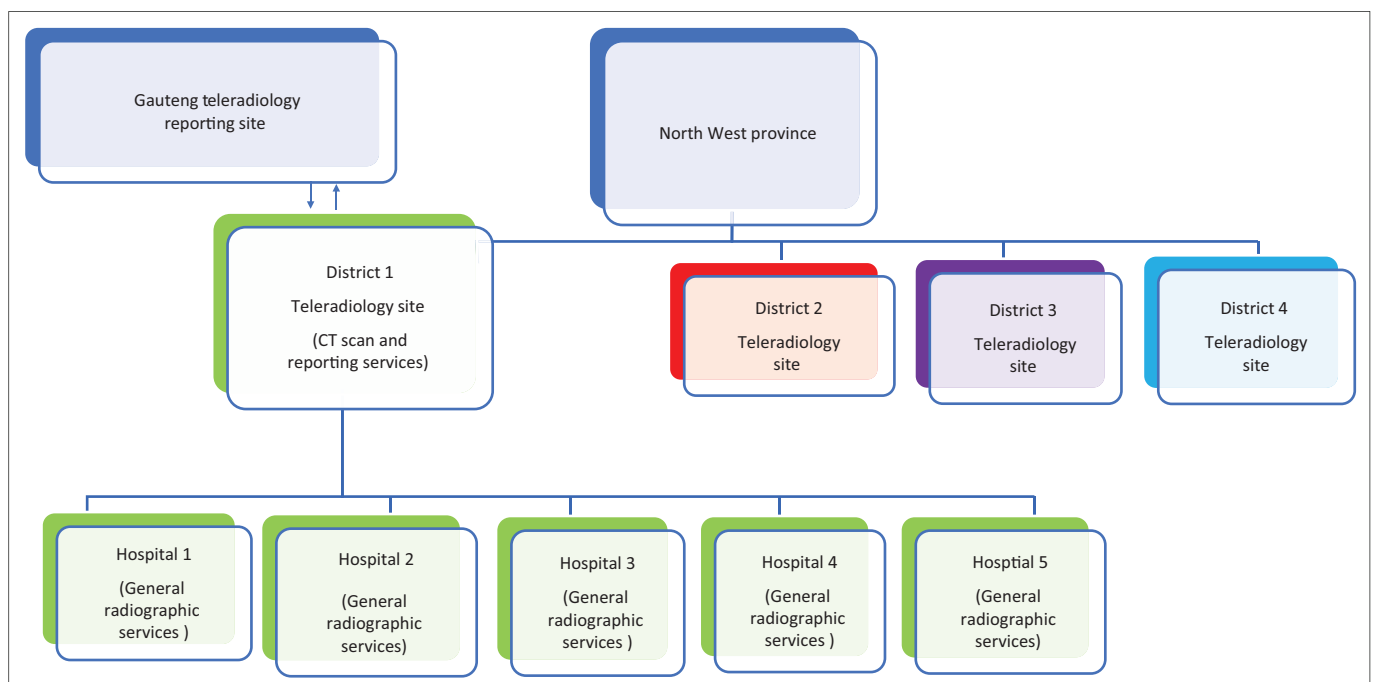 Gauteng teleradiology
reporting site
North West province
District 1
Teleradiology site
(CT scan and
reporting services)
District 2
Teleradiology
site
District 3
Teleradiology
site
District 4
Teleradiology
site
Hospital 1
(General
radiographic
services )
Hospital 2
(General
radiographic
services)
Hospital 3
(General
radiographic
services )
Hospital 4
(General
radiographic
services )
Hosptial 5
(General
radiographic
services)